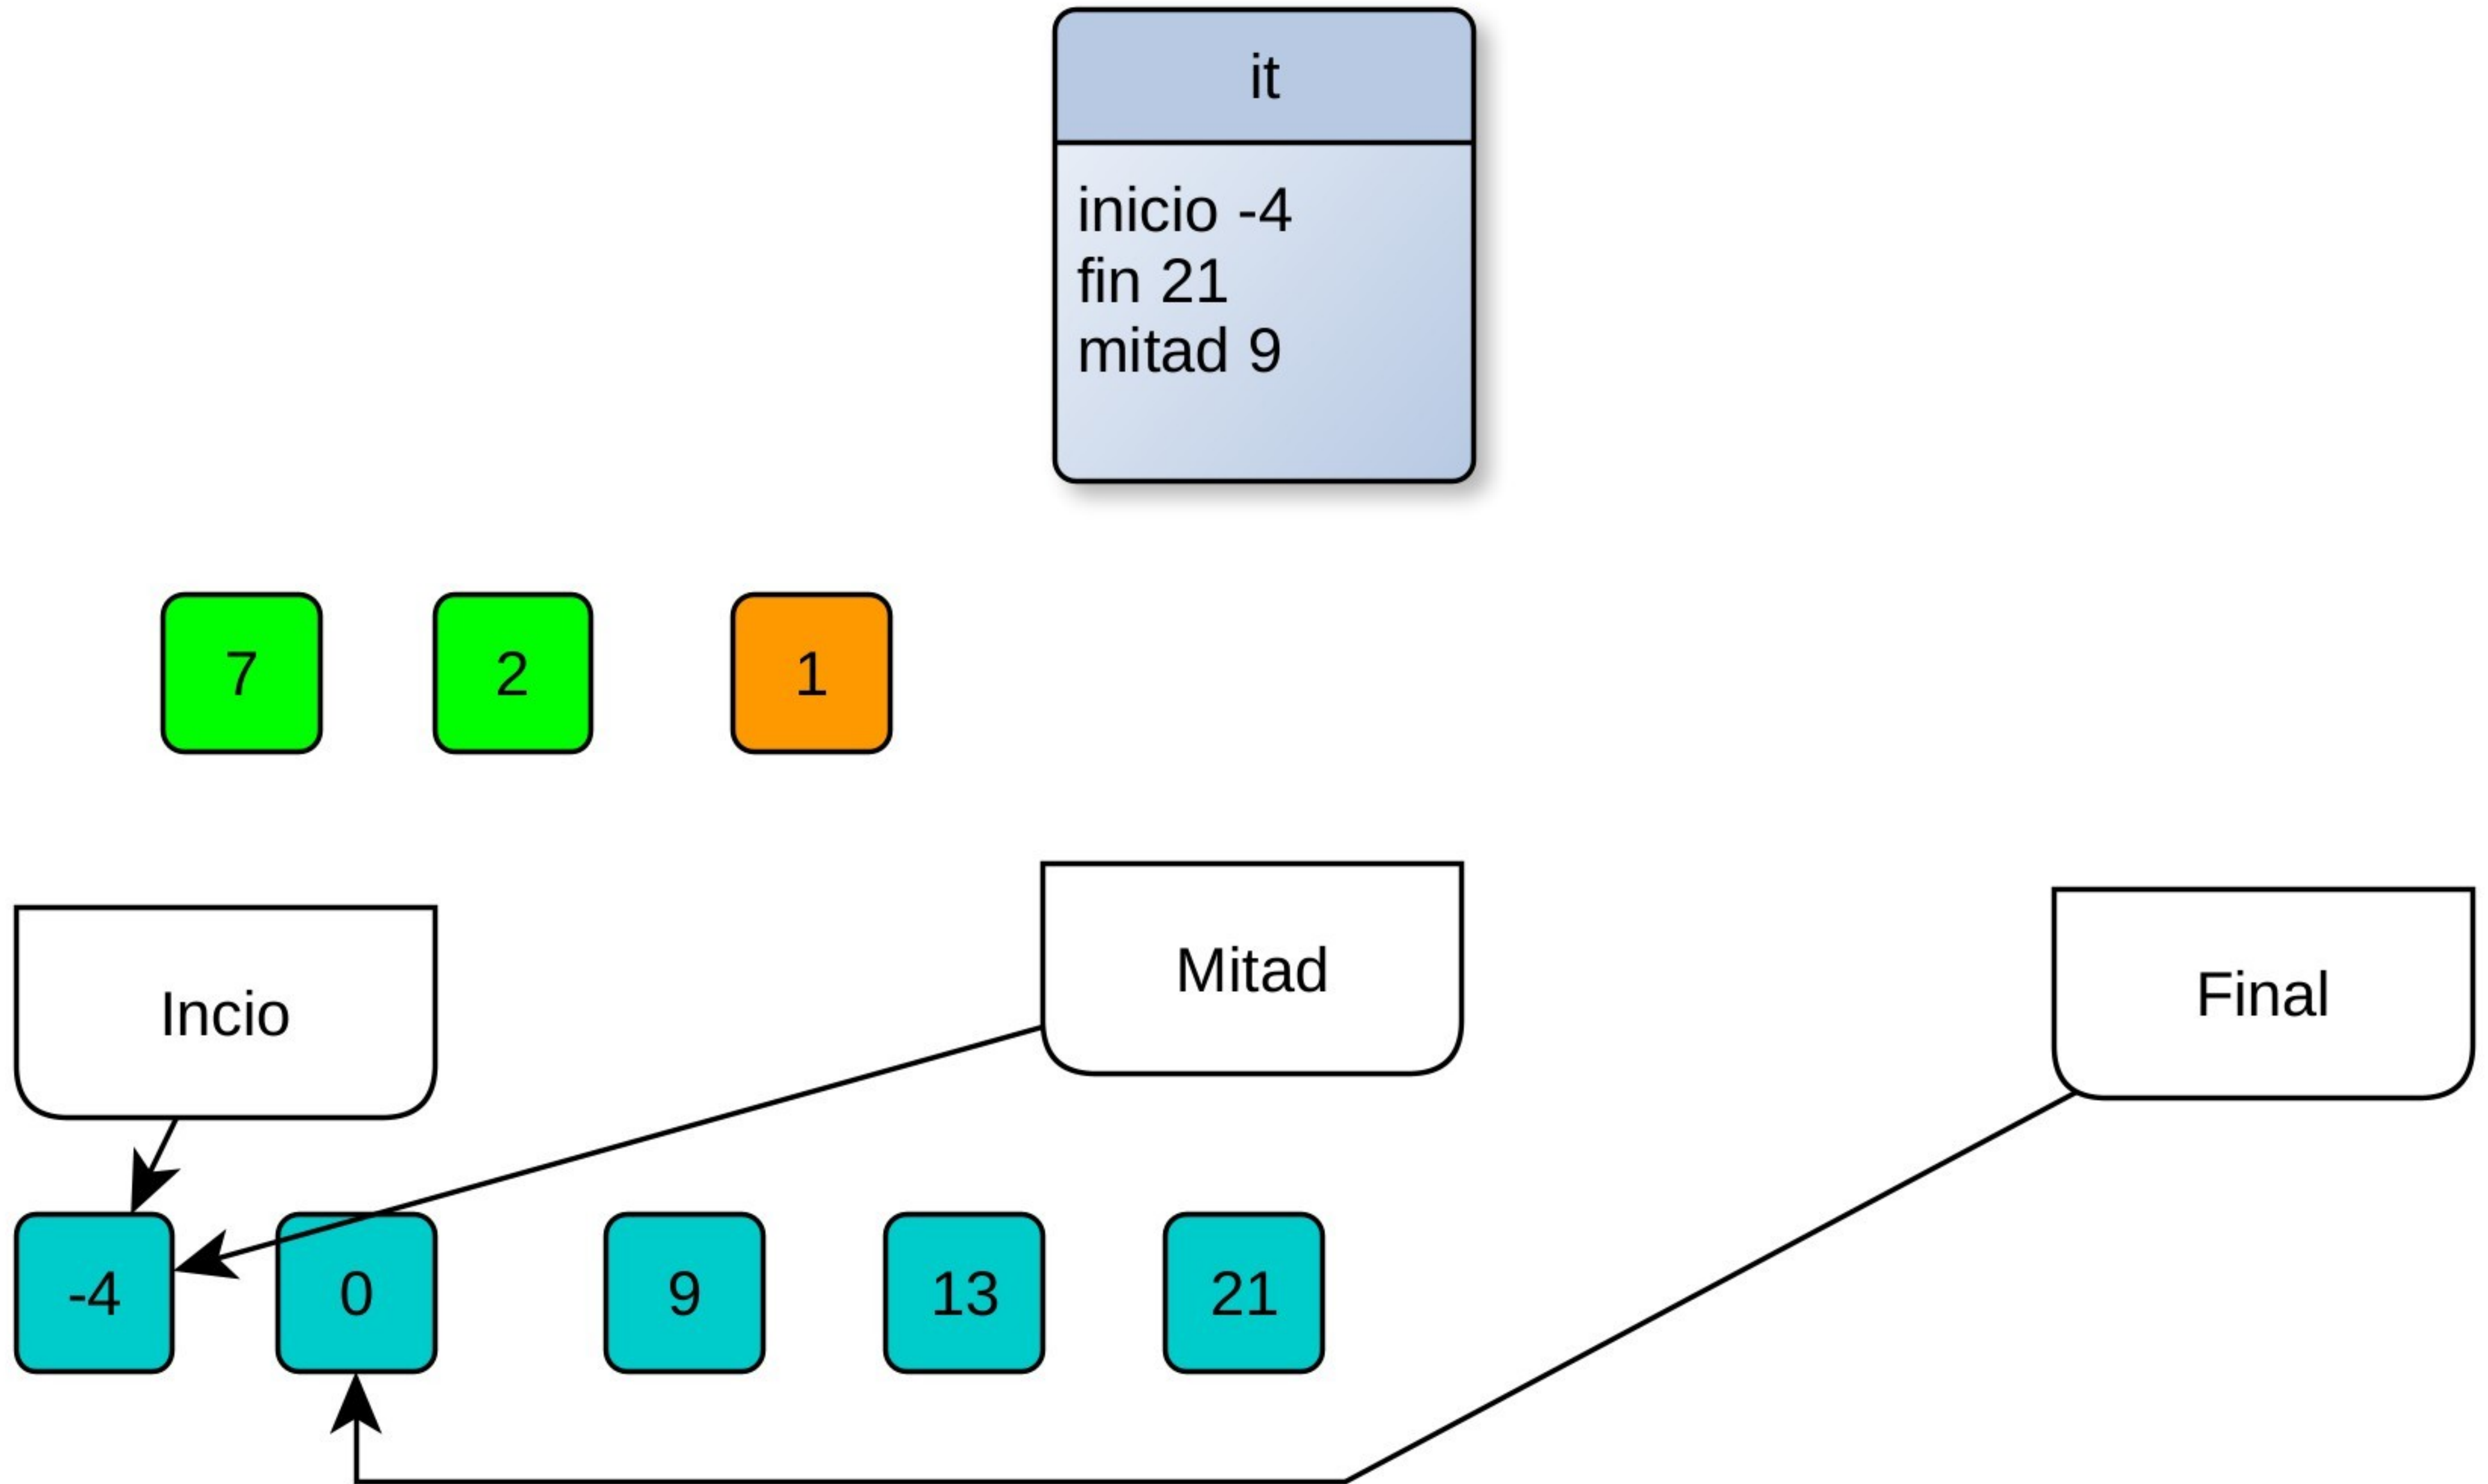 it
inicio -4
fin 21
mitad 9
7
2
1
Incio
Mitad
Final
-4
0
9
13
21